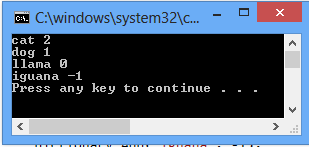 C:\windows\system32\c...
cat 2
dog 1
llama 0
iguana -1
Press any key to continue . . .